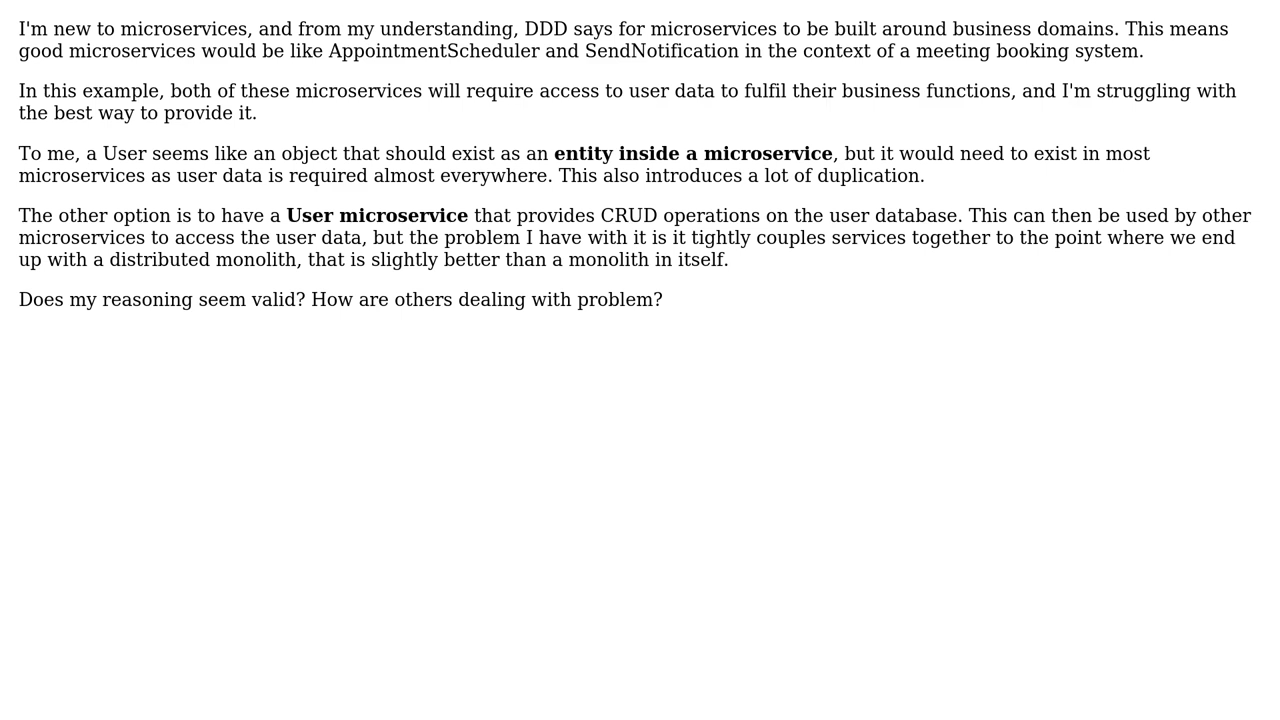 I'm new to microservices, and from my understanding, DDD says for microservices to be built around business domains. This means
good microservices would be like AppointmentScheduler and SendNotification in the context of a meeting booking system.
In this example, both of these microservices will require access to user data to fulfil their business functions, and I'm struggling with
the best way to provide it.
To me, a User seems like an object that should exist as an entity inside a microservice, but it would need to exist in most
microservices as user data is required almost everywhere. This also introduces a lot of duplication.
The other option is to have a User microservice that provides CRUD operations on the user database. This can then be used by other
microservices to access the user data, but the problem I have with it is it tightly couples services together to the point where we end
up with a distributed monolith, that is slightly better than a monolith in itself.
Does my reasoning seem valid? How are others dealing with problem?